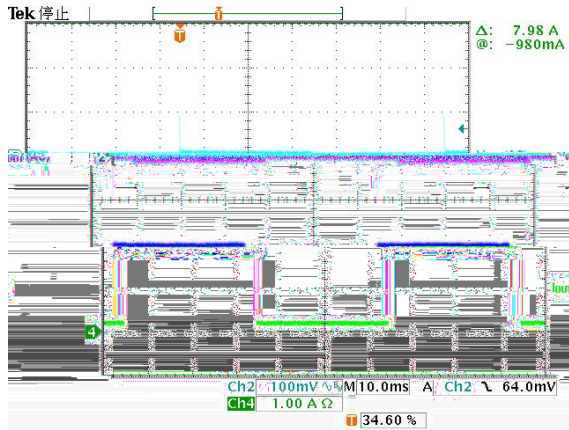 Tek 停止
Δ: 7.98 A
@: -980mA
Ch2 100mV M 10.0ms A Ch2 64.0mV
Ch4 1.00 A Ω
T 34.60 %
T
T
4